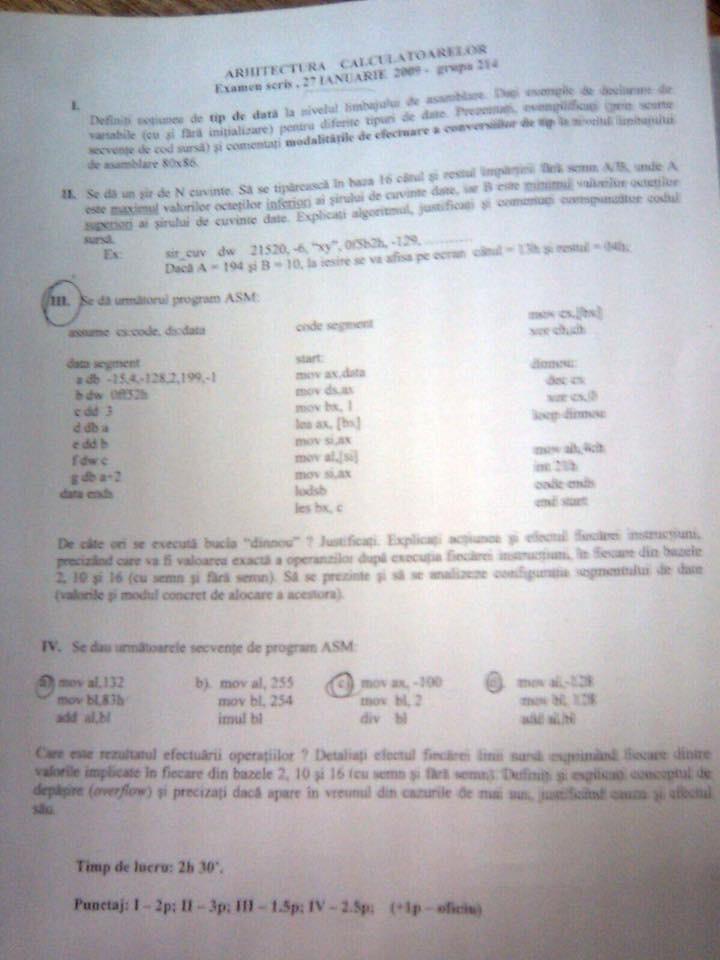 ARHITECTURA CALCULATOARELOR
Examen scris, 27 IANUARIE 2009 - grupa 214
I.
Definiți noțiunea de tip de dată la nivelul limbajului de asamblare. Dați exemple de declarare de
variabile (cu și fără inițializare) pentru diferite tipuri de date. Prezentați, exemplificați (prin scurte
secvențe de cod sursă) și comentați modalitățile de efectuare a conversiilor de tip la nivelul limbajului
de asamblare 80x86.
II. Se dă un șir de N cuvinte. Să se tipărească în baza 16 câtul și restul împărțirii fără semn A/B, unde A
este maximul valorilor octeților inferiori ai șirului de cuvinte date, iar B este minimul valorilor octeților
superiori ai șirului de cuvinte date. Explicați algoritmul, justificați și comentați corespunzător codul
sursă.
Ex: sir_cuv dw 21520, -6, "xy", 0f5b2h, -129, ............
Dacă A = 194 și B = 10, la iesire se va afisa pe ecran câtul = 13h și restul = 04h;
III. Se dă următorul program ASM:
assume cs:code, ds:data
data segment
a db -15,4,-128,2,199,-1
b dw 0ff52h
c dd 3
d db a
e dd b
f dw c
g db a+2
data ends
code segment
start:
mov ax,data
mov ds,ax
mov bx, 1
lea ax, [bx]
mov si,ax
mov al,[si]
mov si,ax
lodsb
les bx, c
mov cx,[bx]
xor ch,ch
dinnou:
dec cx
xor cx,0
loop dinnou
mov ah,4ch
int 21h
code ends
end start
De câte ori se execută bucla "dinnou" ? Justificați. Explicați acțiunea și efectul fiecărei instrucțiuni,
precizând care va fi valoarea exactă a operanzilor după execuția fiecărei instrucțiuni, în fiecare din bazele
2, 10 și 16 (cu semn și fără semn). Să se prezinte și să se analizeze configurația segmentului de date
(valorile și modul concret de alocare a acestora).
IV. Se dau următoarele secvențe de program ASM:
a) mov al,132
mov bl,83h
add al,bl
b). mov al, 255
mov bl, 254
imul bl
c) mov ax, -100
mov bl, 2
div bl
mov al,-128
mov bl, 128
add al,bl
Care este rezultatul efectuării operațiilor ? Detaliați efectul fiecărei linii sursă exprimând fiecare dintre
valorile implicate în fiecare din bazele 2, 10 și 16 (cu semn și fără semn). Definiți și explicați conceptul de
depășire (overflow) și precizați dacă apare în vreunul din cazurile de mai sus, justificând cauza și efectul
său.
Timp de lucru: 2h 30'.
Punctaj: I – 2p; II – 3p; III – 1.5p; IV – 2.5p; (+1p – oficiu)